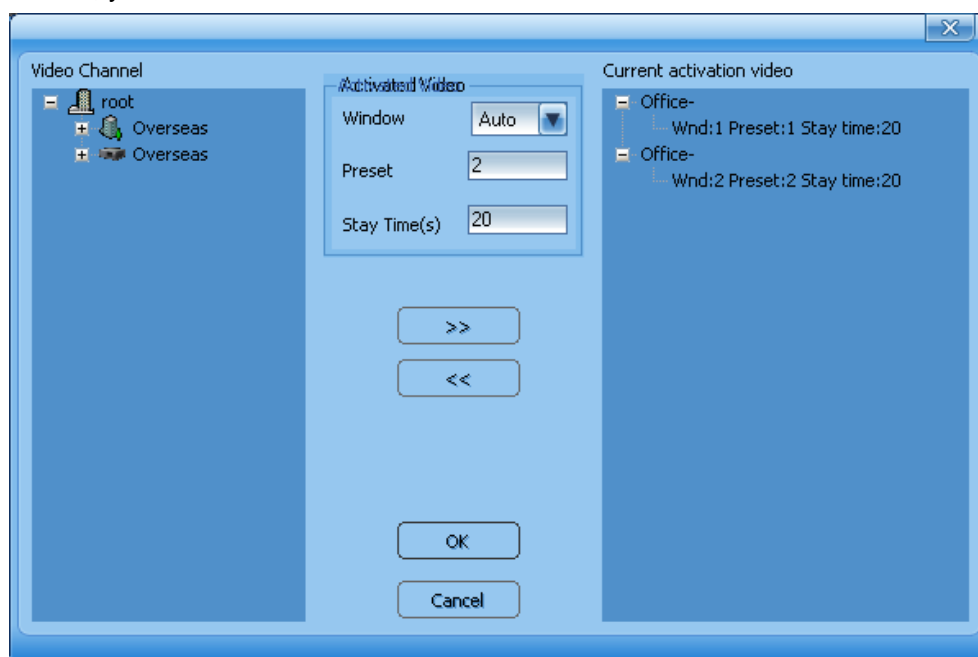 Video Channel
root
Overseas
Overseas
Activated Video
Window
Auto
Preset
2
Stay Time(s)
20
>>
<<
OK
Cancel
Current activation video
Office-
Wnd:1 Preset:1 Stay time:20
Office-
Wnd:2 Preset:2 Stay time:20